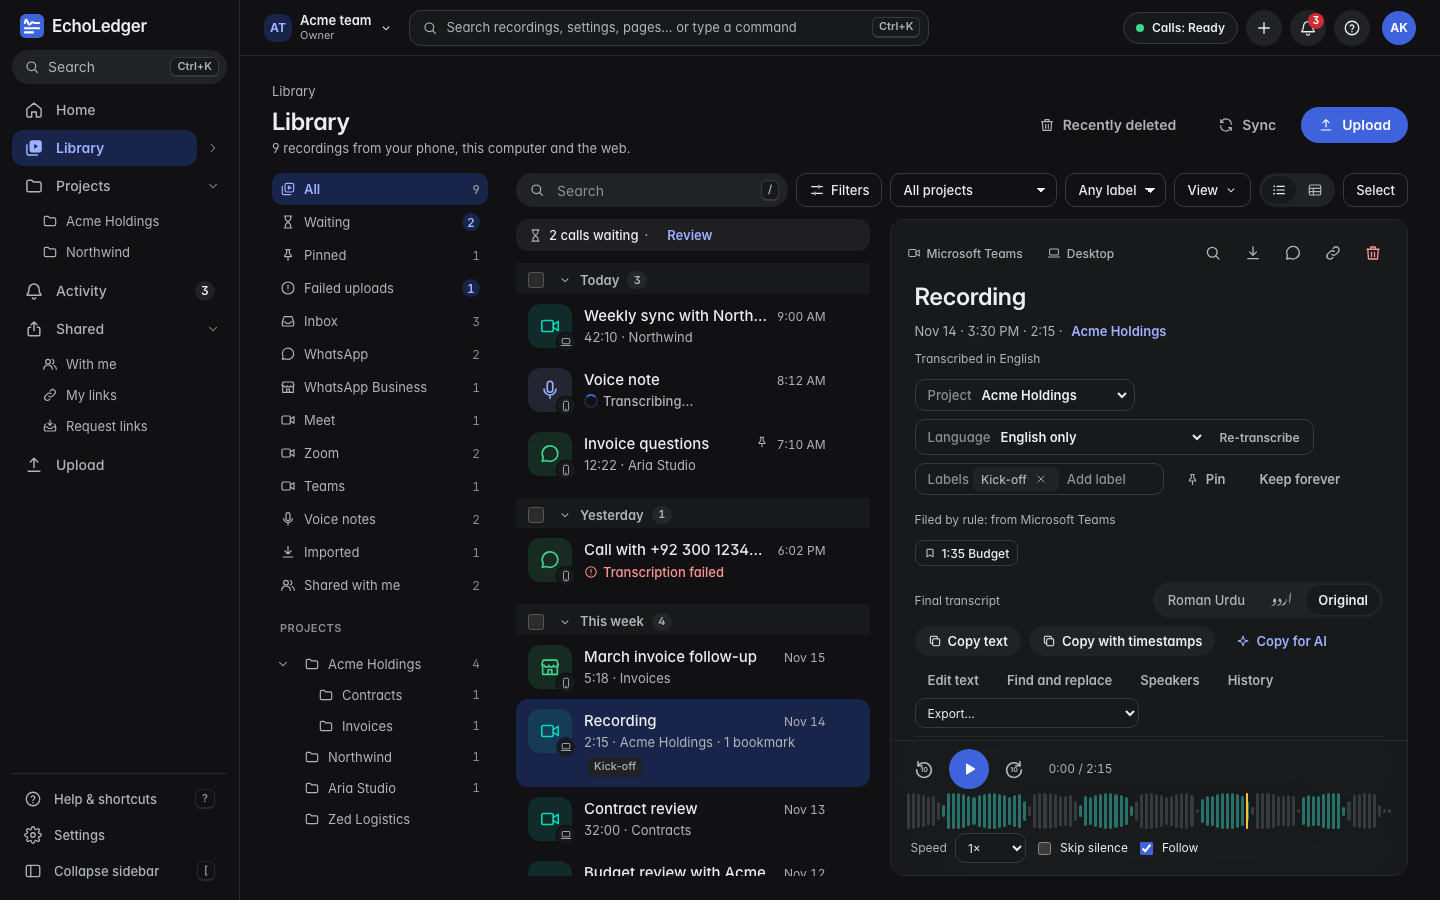 EchoLedger
Search Ctrl+K
Home
Library
Projects
Acme Holdings
Northwind
Activity 3
Shared
With me
My links
Request links
Upload
Help & shortcuts ?
Settings
Collapse sidebar [
AT Acme team
Owner
Search recordings, settings, pages... or type a command Ctrl+K
Calls: Ready
3
AK
Library
Library
9 recordings from your phone, this computer and the web.
Recently deleted Sync Upload
All 9
Waiting 2
Pinned 1
Failed uploads 1
Inbox 3
WhatsApp 2
WhatsApp Business 1
Meet 1
Zoom 2
Teams 1
Voice notes 2
Imported 1
Shared with me 2
PROJECTS
Acme Holdings 4
Contracts 1
Invoices 1
Northwind 1
Aria Studio 1
Zed Logistics
Search / Filters All projects Any label View Select
2 calls waiting · Review
Today 3
Weekly sync with North... 9:00 AM
42:10 · Northwind
Voice note 8:12 AM
Transcribing...
Invoice questions 7:10 AM
12:22 · Aria Studio
Yesterday 1
Call with +92 300 1234... 6:02 PM
Transcription failed
This week 4
March invoice follow-up Nov 15
5:18 · Invoices
Recording Nov 14
2:15 · Acme Holdings · 1 bookmark
Kick-off
Contract review Nov 13
32:00 · Contracts
Budget review with Acme Nov 12
Microsoft Teams Desktop
Recording
Nov 14 · 3:30 PM · 2:15 · Acme Holdings
Transcribed in English
Project Acme Holdings
Language English only Re-transcribe
Labels Kick-off × Add label Pin Keep forever
Filed by rule: from Microsoft Teams
1:35 Budget
Final transcript Roman Urdu اردو Original
Copy text Copy with timestamps Copy for AI
Edit text Find and replace Speakers History
Export...
10 10 0:00 / 2:15
Speed 1× Skip silence Follow